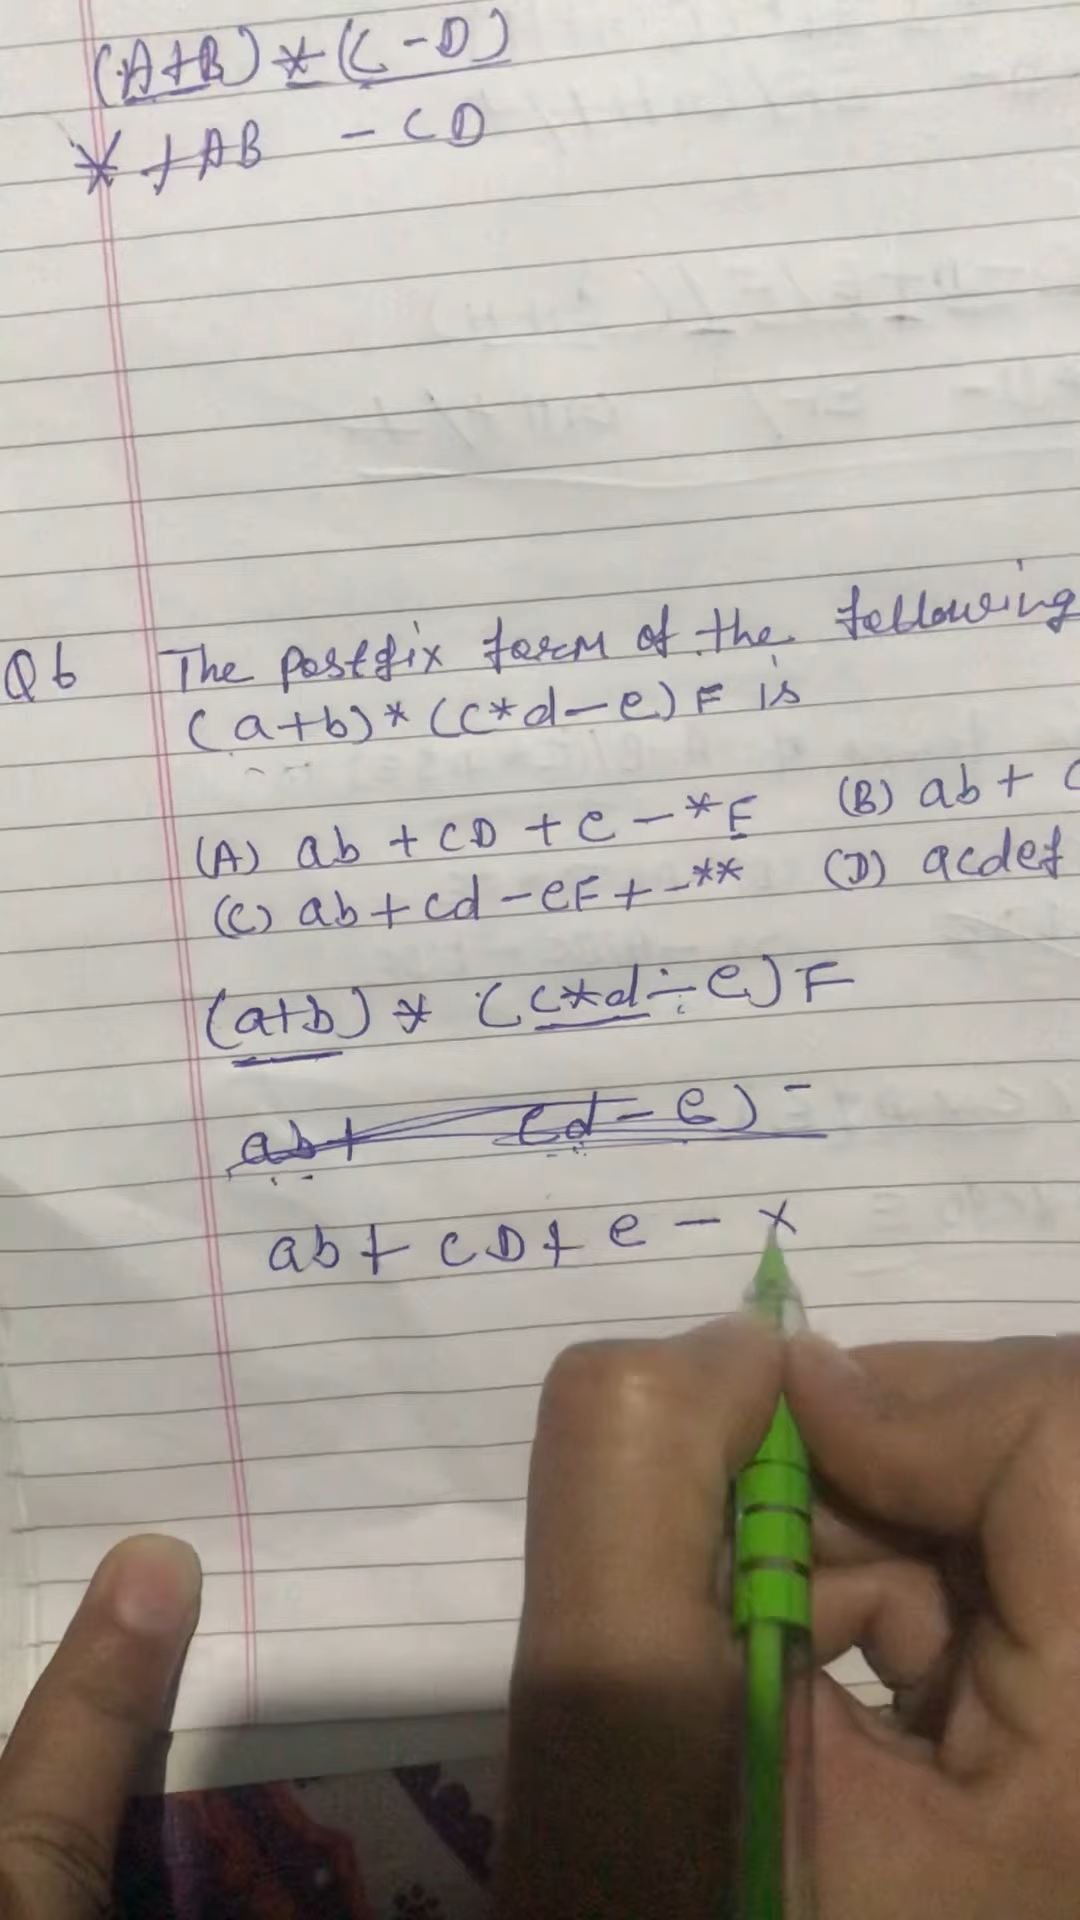 (A+B) * (C-D)
* +AB - CD
Q6 The postfix form of the following
(a+b)*(c*d-e)F is
(A) ab + CD + e - *F (B) ab +
(C) ab + cd - eF + - ** (D) acdef
(a+b) * (c*d-e) F
ab+ cd-e) -
ab+ CD+ e - *